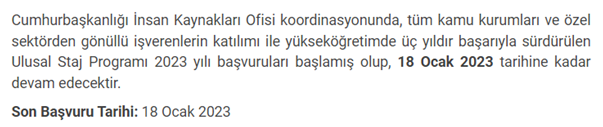 Cumhurbaşkanlığı İnsan Kaynakları Ofisi koordinasyonunda, tüm kamu kurumları ve özel
sektörden gönüllü işverenlerin katılımı ile yükseköğretimde üç yıldır başarıyla sürdürülen
Ulusal Staj Programı 2023 yılı başvuruları başlamış olup, 18 Ocak 2023 tarihine kadar
devam edecektir.
Son Başvuru Tarihi: 18 Ocak 2023